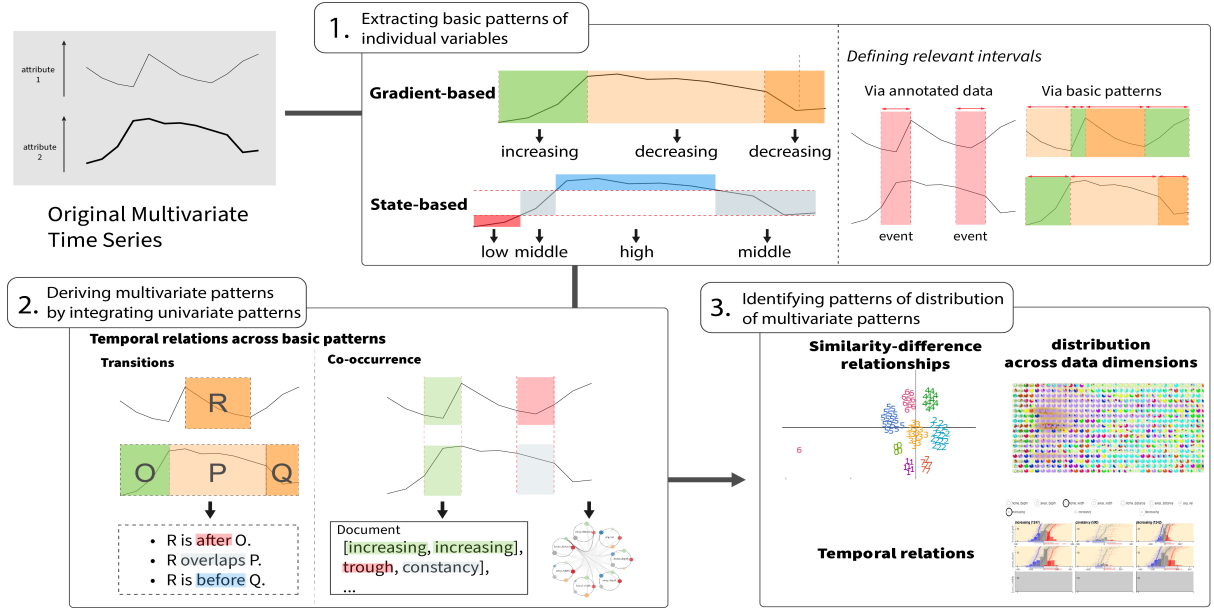 attribute
1
attribute
2
Original Multivariate
Time Series
1. Extracting basic patterns of
individual variables
Gradient-based
increasing
decreasing
decreasing
State-based
low
middle
high
middle
Defining relevant intervals
Via annotated data
event
event
Via basic patterns
2. Deriving multivariate patterns
by integrating univariate patterns
Temporal relations across basic patterns
Transitions
R
O
P
Q
• R is after O.
• R overlaps P.
• R is before Q.
Co-occurrence
Document
[increasing, increasing],
trough, constancy],
...
3. Identifying patterns of distribution
of multivariate patterns
Similarity-difference
relationships
6
distribution
across data dimensions
Temporal relations